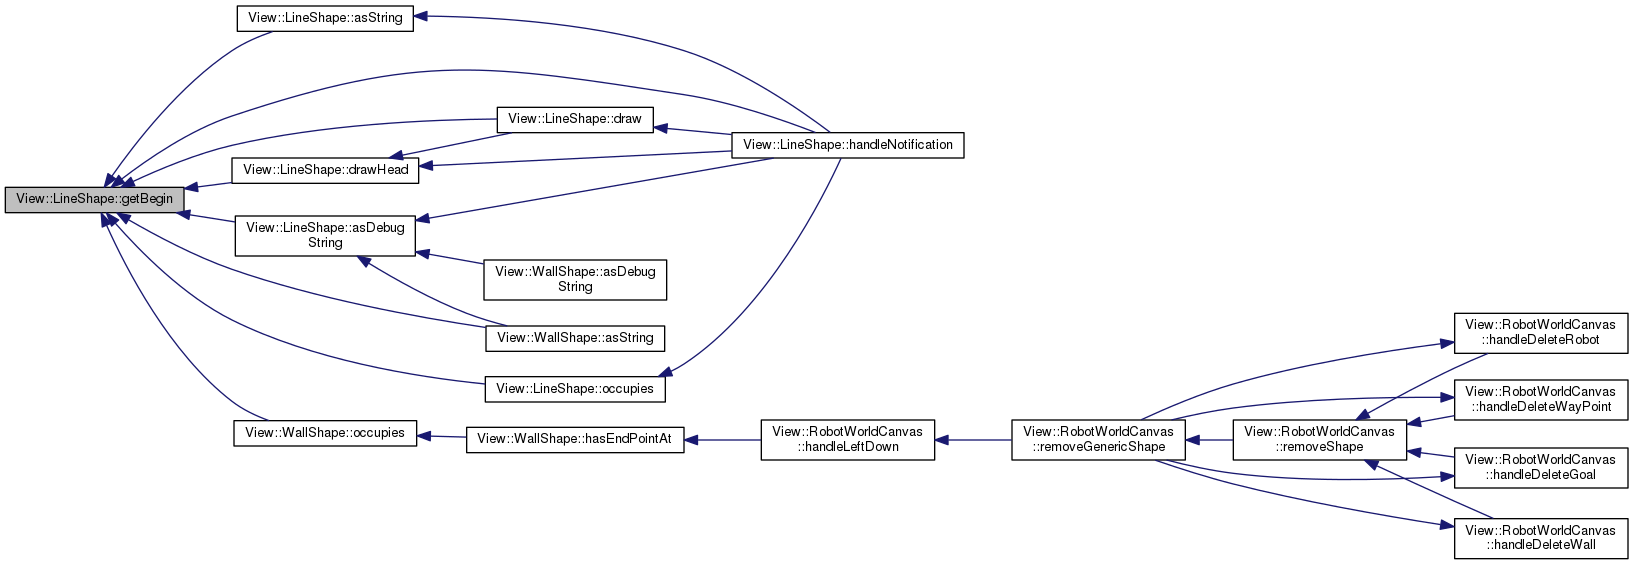 View::LineShape::asString
View::LineShape::draw
View::LineShape::handleNotification
View::LineShape::drawHead
View::LineShape::getBegin
View::LineShape::asDebug
String
View::WallShape::asDebug
String
View::WallShape::asString
View::LineShape::occupies
View::WallShape::occupies
View::WallShape::hasEndPointAt
View::RobotWorldCanvas
::handleLeftDown
View::RobotWorldCanvas
::removeGenericShape
View::RobotWorldCanvas
::removeShape
View::RobotWorldCanvas
::handleDeleteRobot
View::RobotWorldCanvas
::handleDeleteWayPoint
View::RobotWorldCanvas
::handleDeleteGoal
View::RobotWorldCanvas
::handleDeleteWall